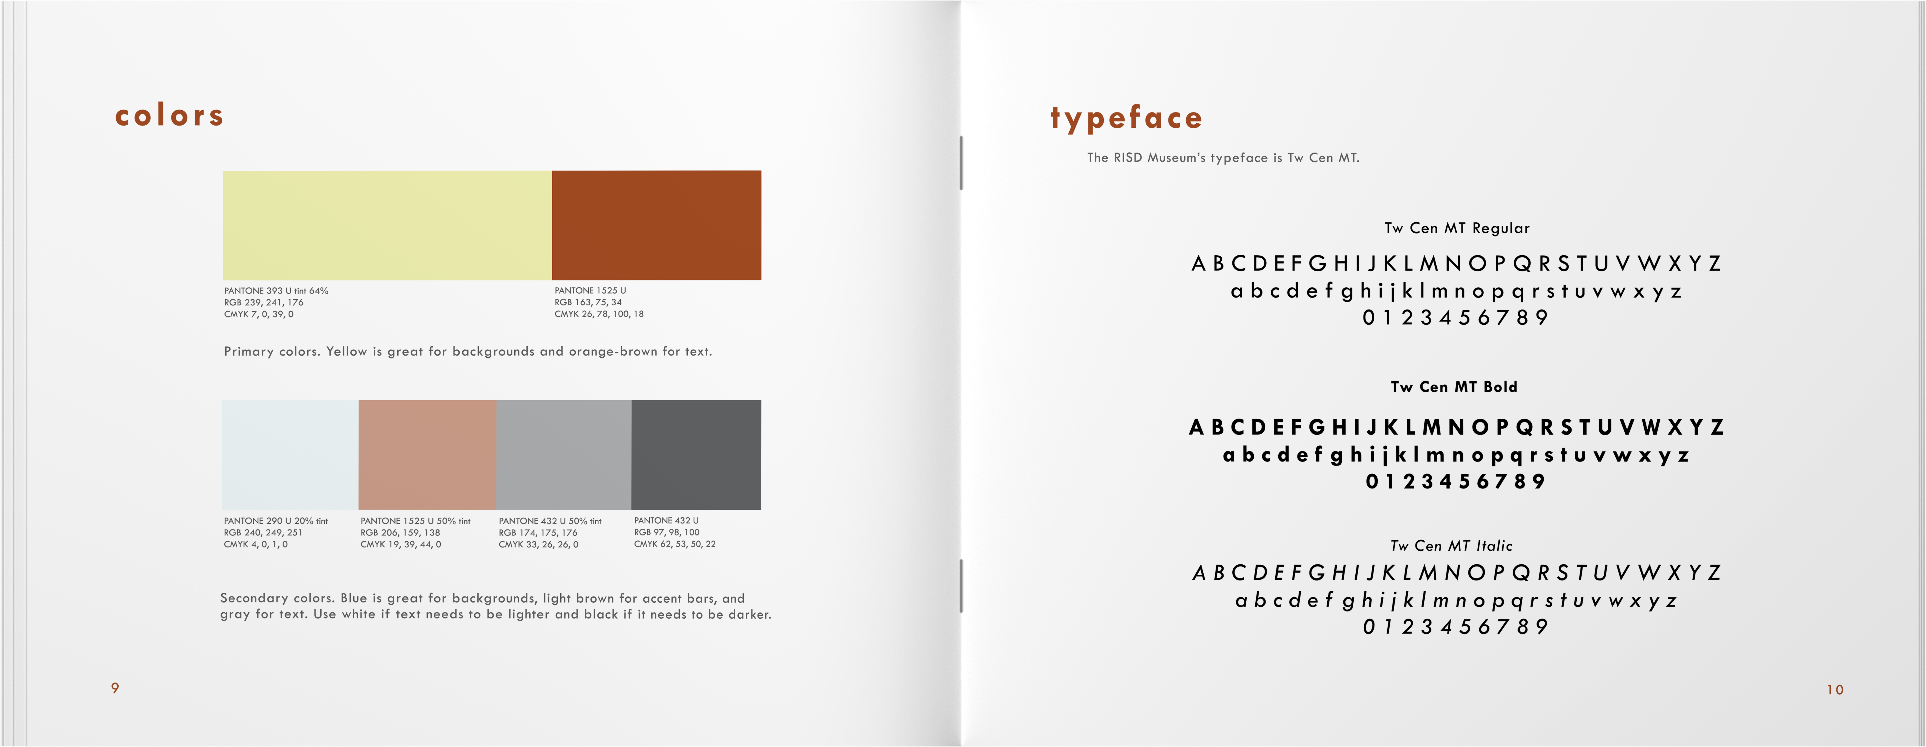 colors
PANTONE 393 U tint 64%
RGB 239, 241, 176
CMYK 7, 0, 39, 0
PANTONE 1525 U
RGB 163, 75, 34
CMYK 26, 78, 100, 18
Primary colors. Yellow is great for backgrounds and orange-brown for text.
PANTONE 290 U 20% tint
RGB 240, 249, 251
CMYK 4, 0, 1, 0
PANTONE 1525 U 50% tint
RGB 206, 159, 138
CMYK 19, 39, 44, 0
PANTONE 432 U 50% tint
RGB 174, 175, 176
CMYK 33, 26, 26, 0
PANTONE 432 U
RGB 97, 98, 100
CMYK 62, 53, 50, 22
Secondary colors. Blue is great for backgrounds, light brown for accent bars, and
gray for text. Use white if text needs to be lighter and black if it needs to be darker.
9
typeface
The RISD Museum's typeface is Tw Cen MT.
Tw Cen MT Regular
A B C D E F G H I J K L M N O P Q R S T U V W X Y Z
a b c d e f g h i j k l m n o p q r s t u v w x y z
0 1 2 3 4 5 6 7 8 9
Tw Cen MT Bold
A B C D E F G H I J K L M N O P Q R S T U V W X Y Z
a b c d e f g h i j k l m n o p q r s t u v w x y z
0 1 2 3 4 5 6 7 8 9
Tw Cen MT Italic
A B C D E F G H I J K L M N O P Q R S T U V W X Y Z
a b c d e f g h i j k l m n o p q r s t u v w x y z
0 1 2 3 4 5 6 7 8 9
10